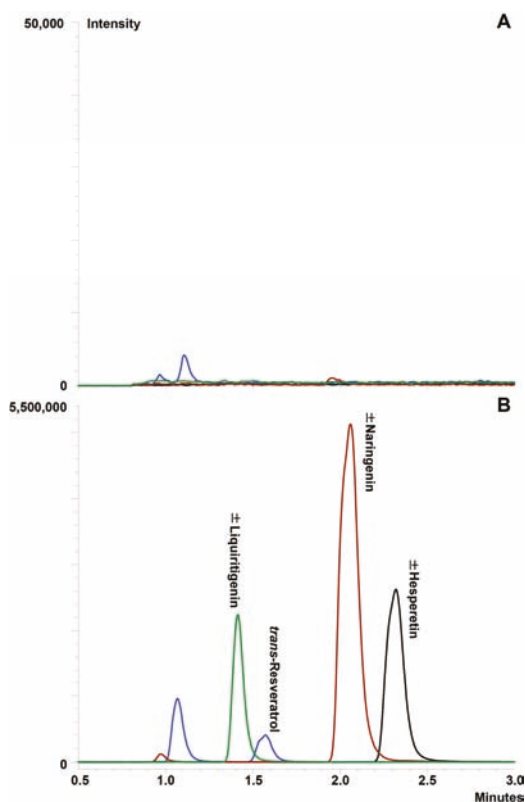 50,000 Intensity A
0
5,500,000 B
± Naringenin
± Hesperetin
± Liquiritigenin
trans-Resveratrol
0
0.5 1.0 1.5 2.0 2.5 3.0
Minutes